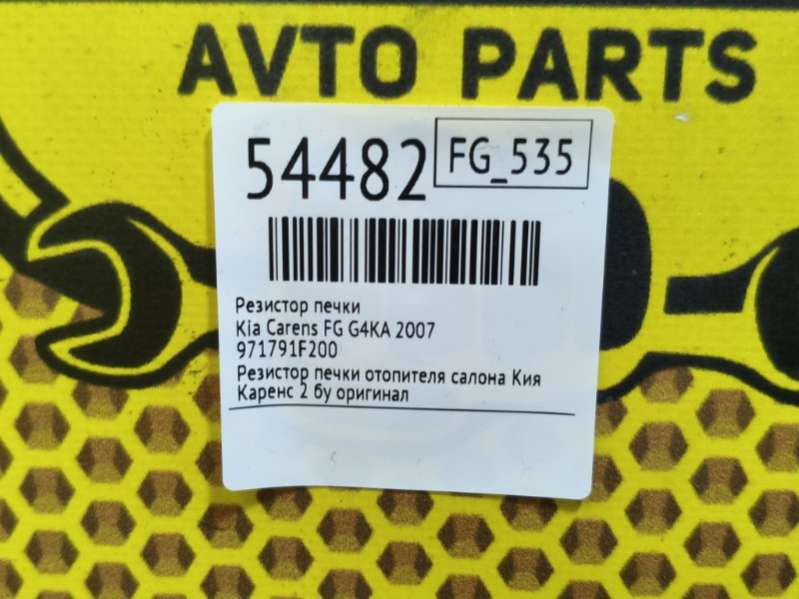 AVTO PARTS
54482
FG_535
Резистор печки
Kia Carens FG G4KA 2007
971791F200
Резистор печки отопителя салона Кия
Каренс 2 бу оригинал